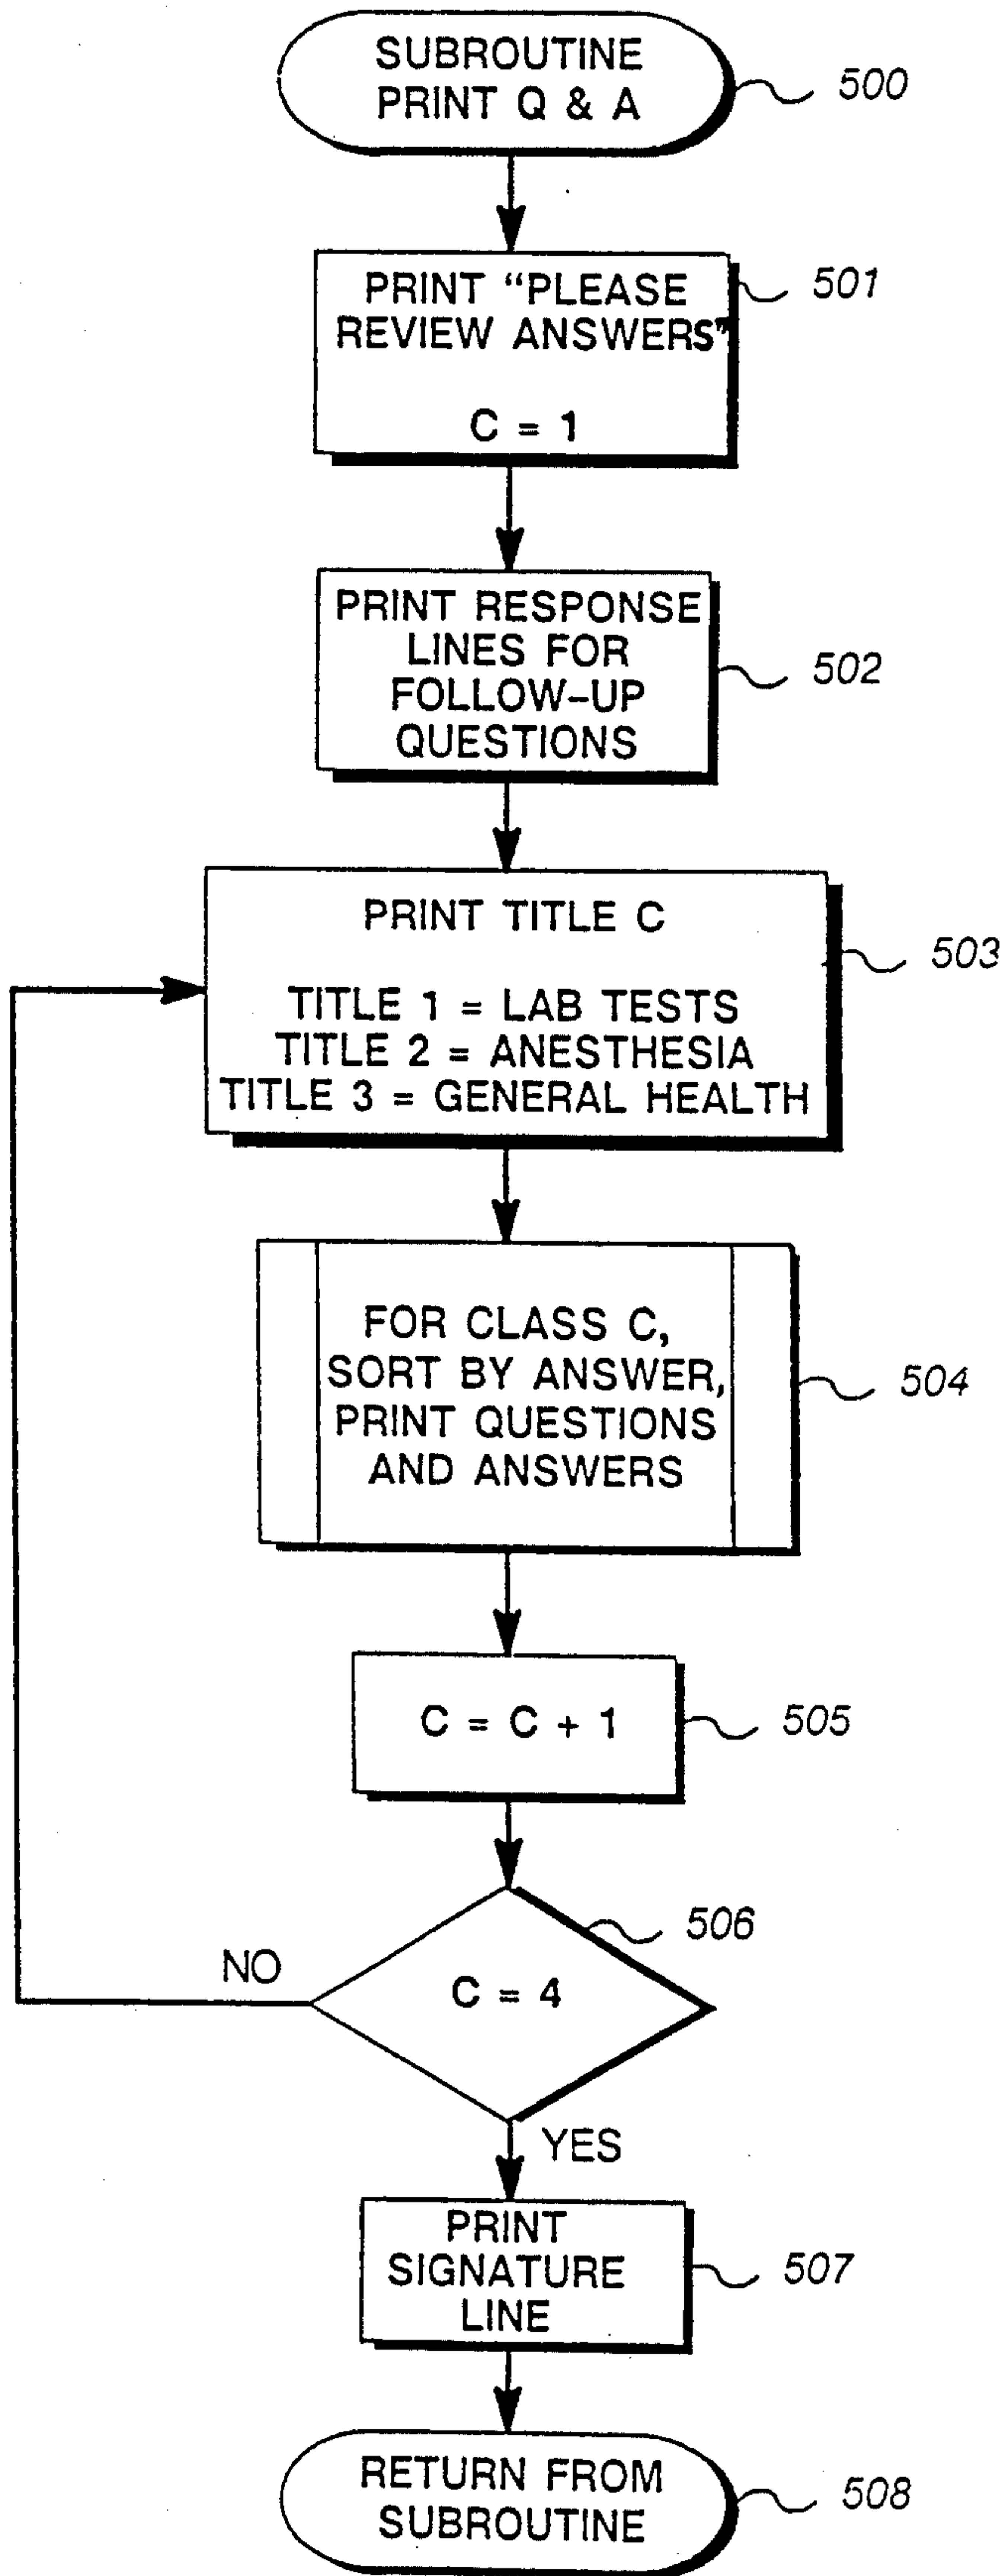 SUBROUTINE
PRINT Q & A
500
PRINT “PLEASE
REVIEW ANSWERS”
C = 1
501
PRINT RESPONSE
LINES FOR
FOLLOW-UP
QUESTIONS
502
PRINT TITLE C
TITLE 1 = LAB TESTS
TITLE 2 = ANESTHESIA
TITLE 3 = GENERAL HEALTH
503
FOR CLASS C,
SORT BY ANSWER,
PRINT QUESTIONS
AND ANSWERS
504
C = C + 1
505
C = 4
506
NO
YES
PRINT
SIGNATURE
LINE
507
RETURN FROM
SUBROUTINE
508